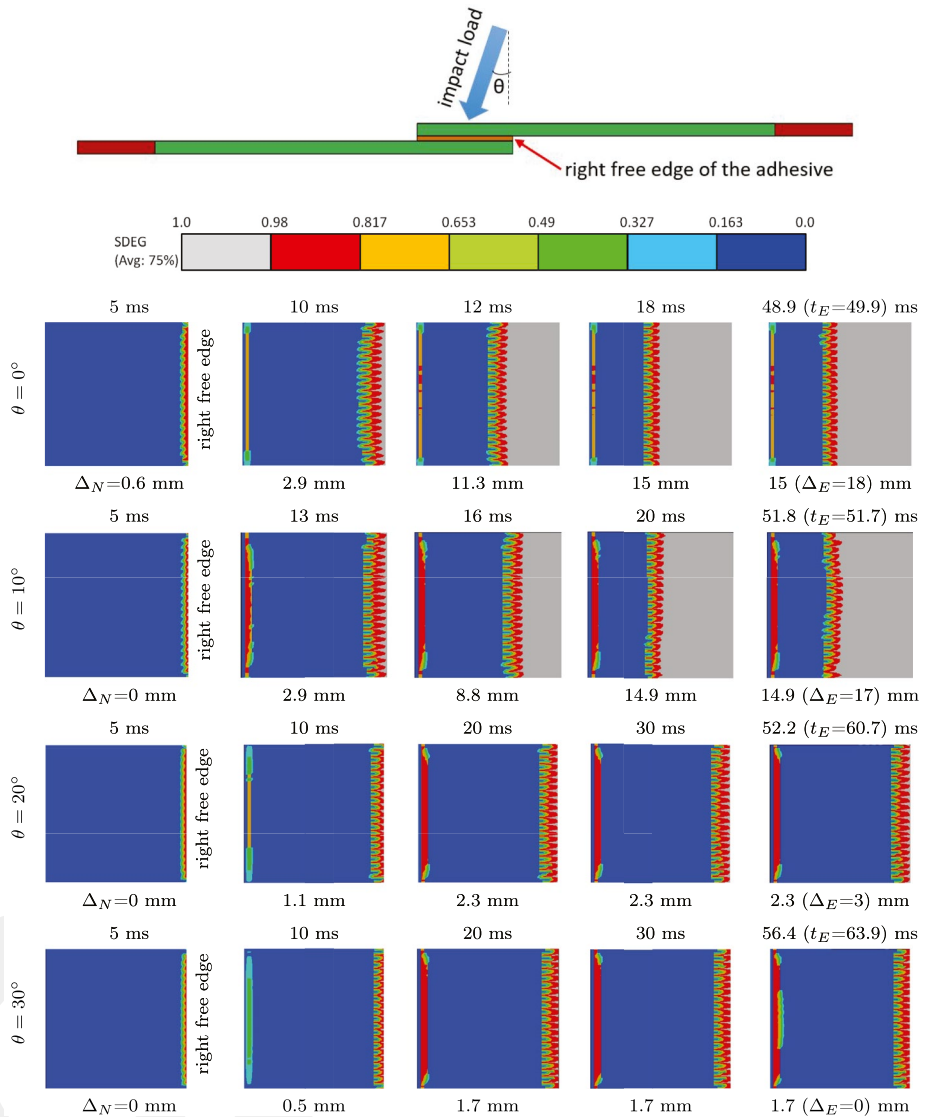 impact load
θ
right free edge of the adhesive
1.0 0.98 0.817 0.653 0.49 0.327 0.163 0.0
SDEG
(Avg: 75%)
5 ms 10 ms 12 ms 18 ms 48.9 (t_E=49.9) ms
θ = 0°
right free edge
Δ_N=0.6 mm 2.9 mm 11.3 mm 15 mm 15 (Δ_E=18) mm
5 ms 13 ms 16 ms 20 ms 51.8 (t_E=51.7) ms
θ = 10°
right free edge
Δ_N=0 mm 2.9 mm 8.8 mm 14.9 mm 14.9 (Δ_E=17) mm
5 ms 10 ms 20 ms 30 ms 52.2 (t_E=60.7) ms
θ = 20°
right free edge
Δ_N=0 mm 1.1 mm 2.3 mm 2.3 mm 2.3 (Δ_E=3) mm
5 ms 10 ms 20 ms 30 ms 56.4 (t_E=63.9) ms
θ = 30°
right free edge
Δ_N=0 mm 0.5 mm 1.7 mm 1.7 mm 1.7 (Δ_E=0) mm